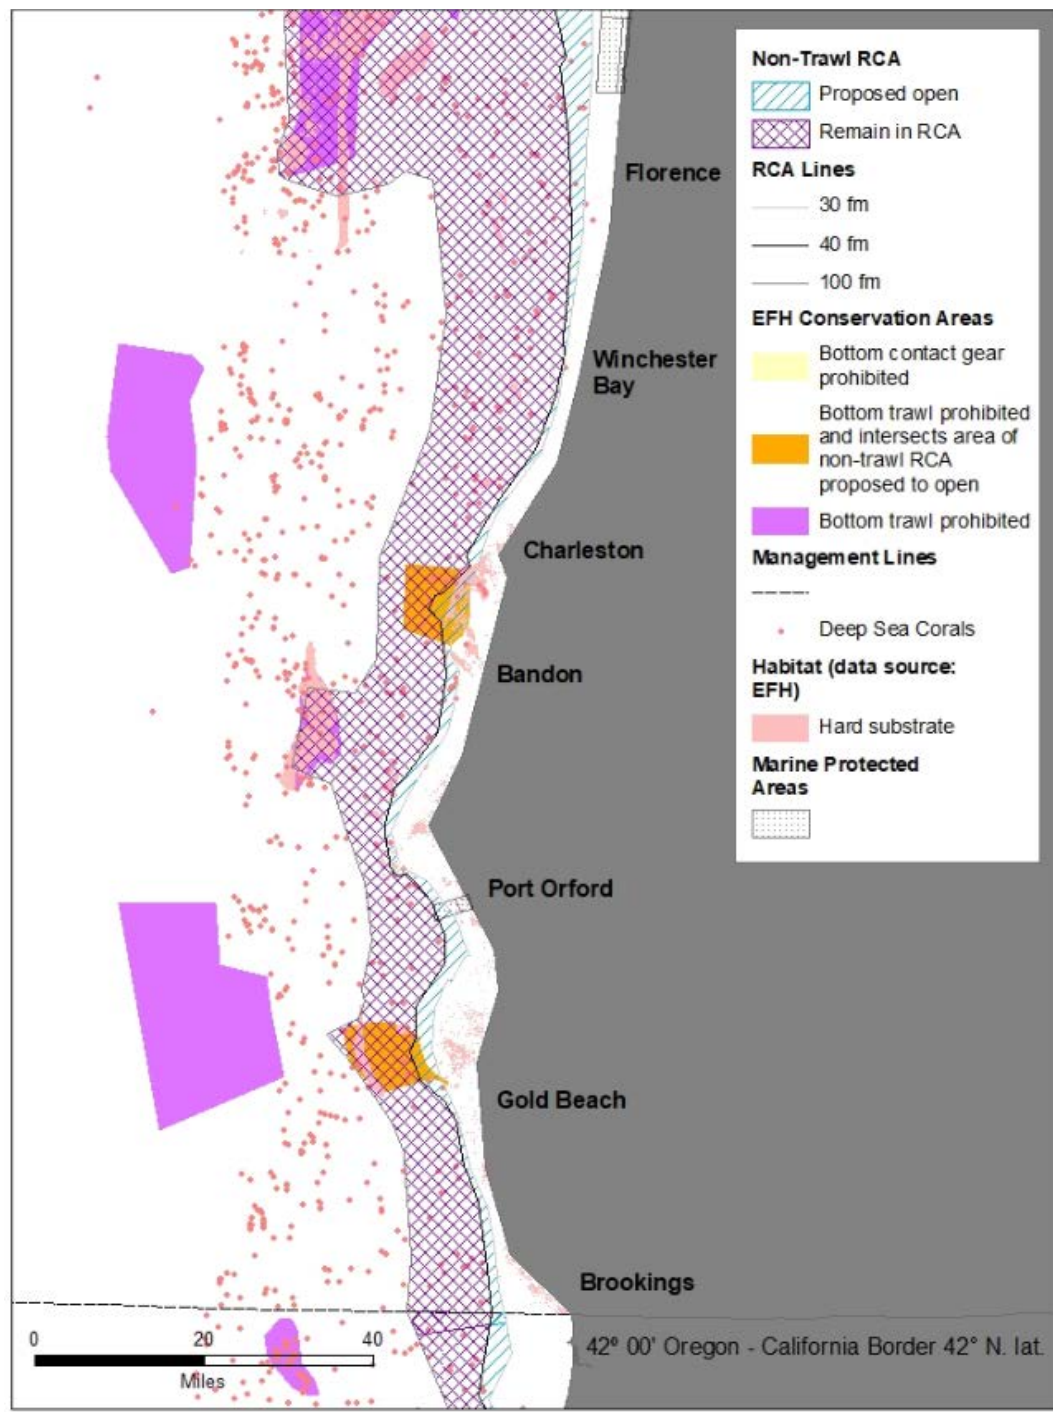 Non-Trawl RCA
Proposed open
Remain in RCA
RCA Lines
30 fm
40 fm
100 fm
EFH Conservation Areas
Bottom contact gear
prohibited
Bottom trawl prohibited
and intersects area of
non-trawl RCA
proposed to open
Bottom trawl prohibited
Management Lines
Deep Sea Corals
Habitat (data source:
EFH)
Hard substrate
Marine Protected
Areas
Florence
Winchester
Bay
Charleston
Bandon
Port Orford
Gold Beach
Brookings
42º 00' Oregon - California Border 42° N. lat.
0 20 40
Miles